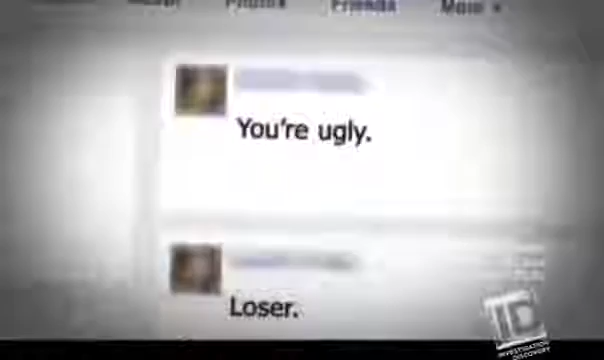 Photos Friends More
You're ugly.
Loser.
ID
INVESTIGATION
DISCOVERY